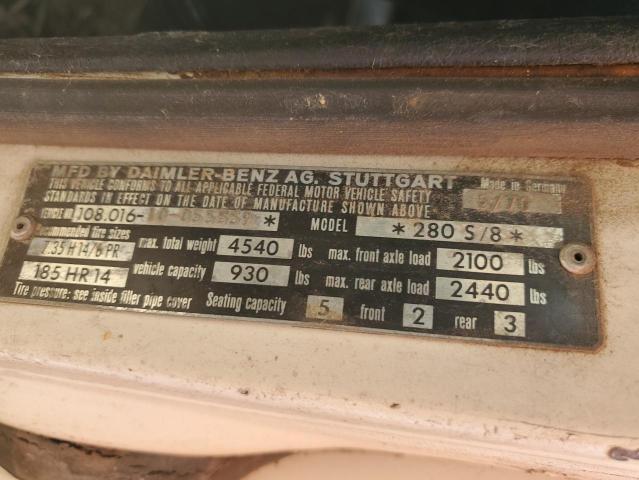 MFD BY DAIMLER-BENZ AG. STUTTGART Made in Germany
THIS VEHICLE CONFORMS TO ALL APPLICABLE FEDERAL MOTOR VEHICLE SAFETY
STANDARDS IN EFFECT ON THE DATE OF MANUFACTURE SHOWN ABOVE
108.016- * MODEL * 280 S/8 *
recommended tire sizes
7.35 H 14/6 PR max. total weight 4540 lbs max. front axle load 2100 lbs
185 HR 14 vehicle capacity 930 lbs max. rear axle load 2440 lbs
Tire pressure: see inside filler pipe cover Seating capacity 5 front 2 rear 3